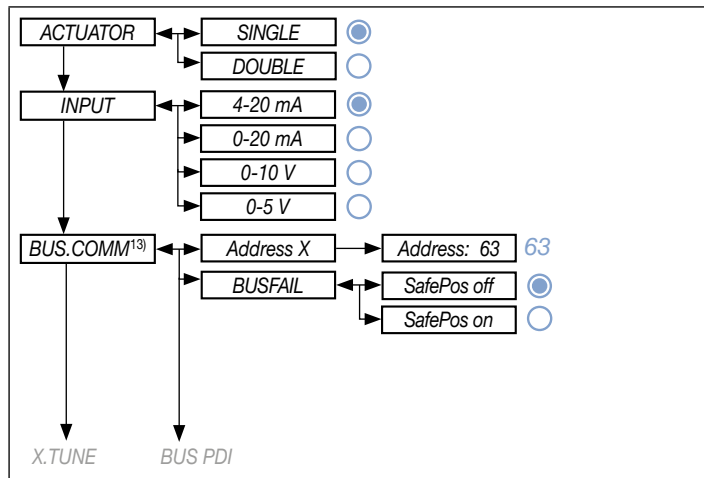 ACTUATOR SINGLE
DOUBLE
INPUT 4-20 mA
0-20 mA
0-10 V
0-5 V
BUS.COMM13) Address X Address: 63 63
BUSFAIL SafePos off
SafePos on
X.TUNE BUS PDI